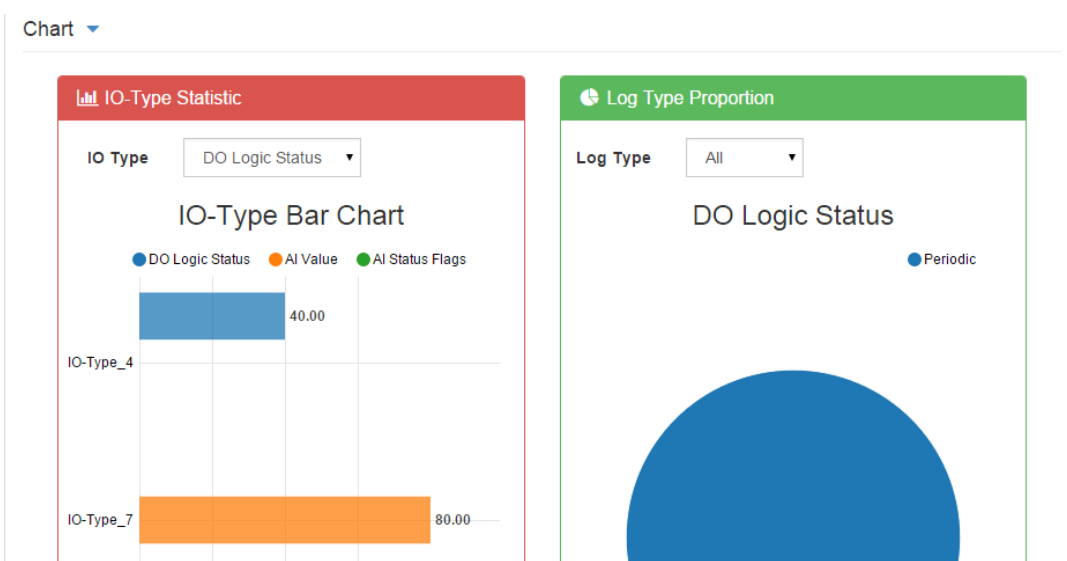 Chart
IO-Type Statistic
IO Type
DO Logic Status
IO-Type Bar Chart
DO Logic Status AI Value AI Status Flags
40.00
IO-Type_4
IO-Type_7
80.00
Log Type Proportion
Log Type
All
DO Logic Status
Periodic